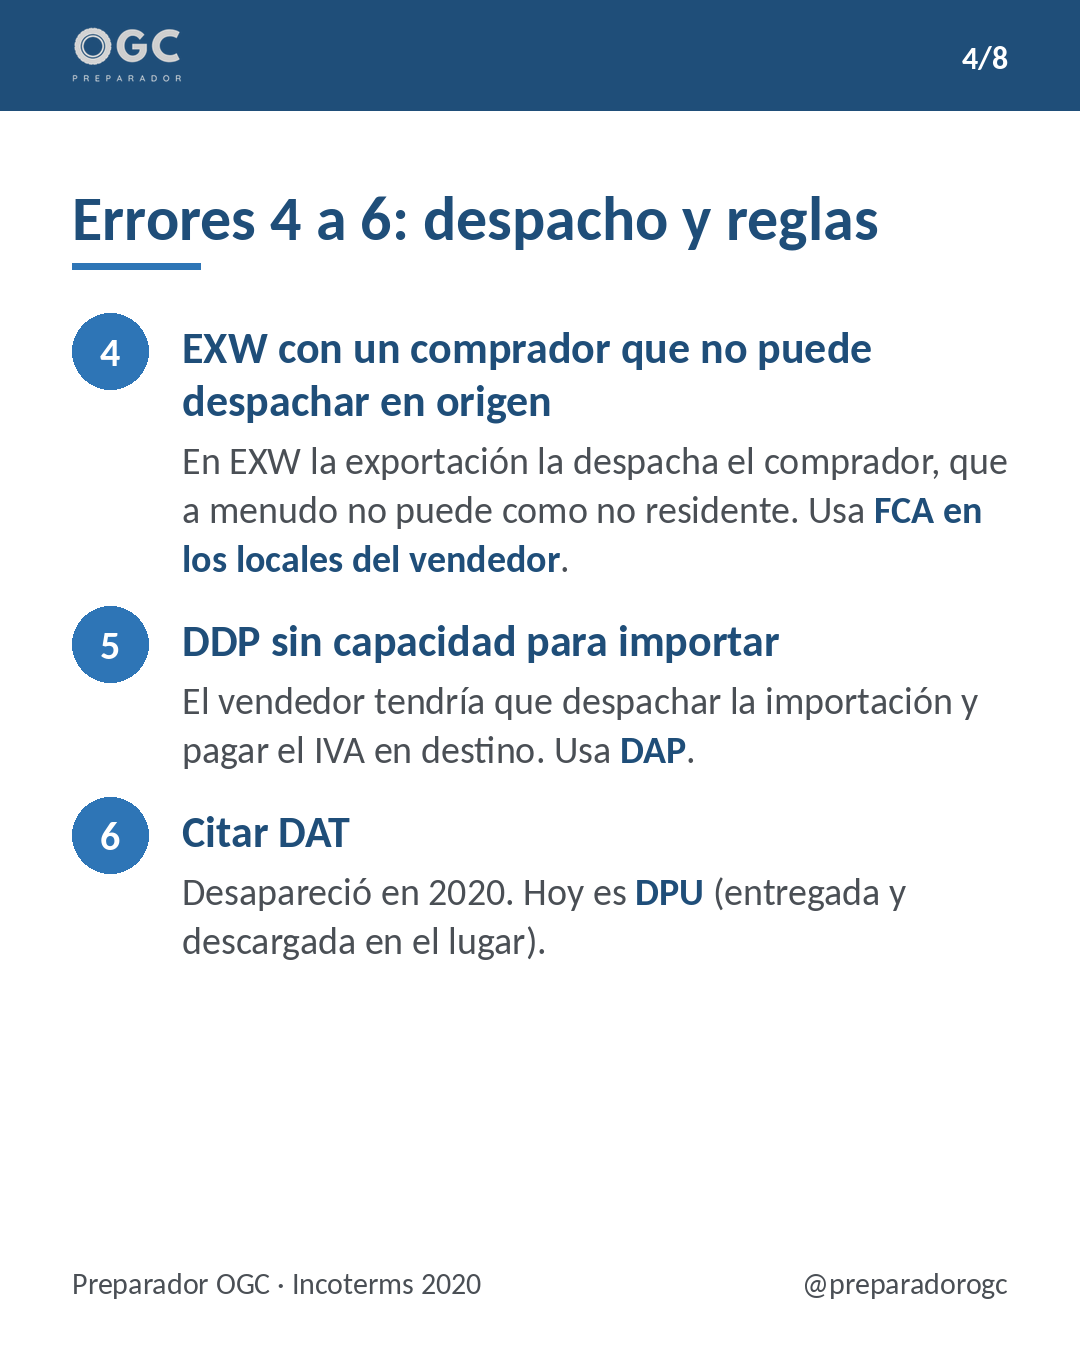 OGC
PREPARADOR
4/8
Errores 4 a 6: despacho y reglas
4
EXW con un comprador que no puede
despachar en origen
En EXW la exportación la despacha el comprador, que
a menudo no puede como no residente. Usa FCA en
los locales del vendedor.
5
DDP sin capacidad para importar
El vendedor tendría que despachar la importación y
pagar el IVA en destino. Usa DAP.
6
Citar DAT
Desapareció en 2020. Hoy es DPU (entregada y
descargada en el lugar).
Preparador OGC · Incoterms 2020
@preparadorogc